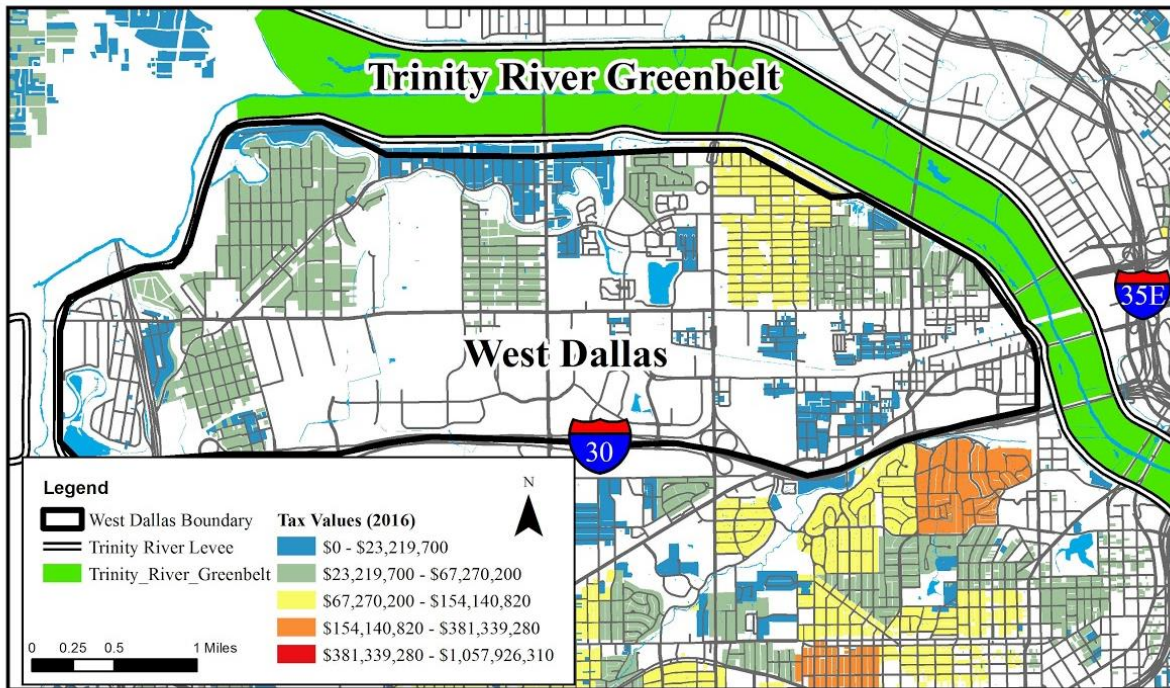 Trinity River Greenbelt
35E
West Dallas
30
Legend
West Dallas Boundary
Trinity River Levee
Trinity_River_Greenbelt
Tax Values (2016)
$0 - $23,219,700
$23,219,700 - $67,270,200
$67,270,200 - $154,140,820
$154,140,820 - $381,339,280
$381,339,280 - $1,057,926,310
N
0 0.25 0.5 1 Miles